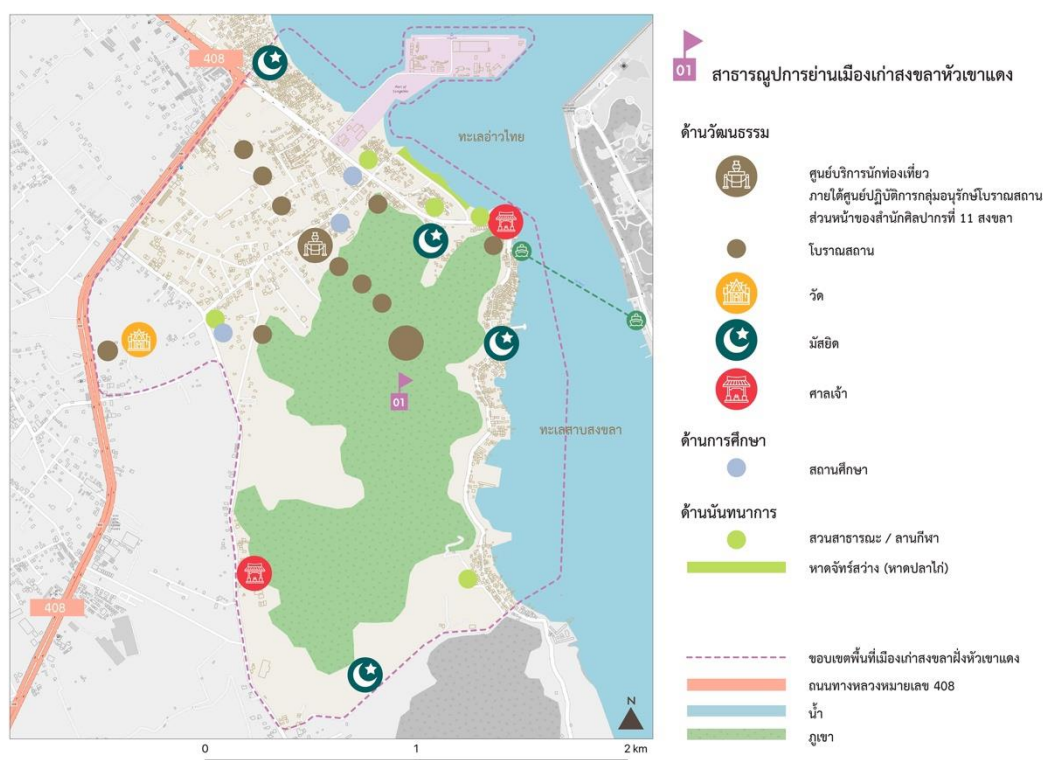 408
ทะเลอ่าวไทย
01
ทะเลสาบสงขลา
408
N
0 1 2 km
01 สาธารณูปการย่านเมืองเก่าสงขลาหัวเขาแดง
ด้านวัฒนธรรม
ศูนย์บริการนักท่องเที่ยว
ภายใต้ศูนย์ปฏิบัติการกลุ่มอนุรักษ์โบราณสถาน
ส่วนหน้าของสำนักศิลปากรที่ 11 สงขลา
โบราณสถาน
วัด
มัสยิด
ศาลเจ้า
ด้านการศึกษา
สถานศึกษา
ด้านนันทนาการ
สวนสาธารณะ / ลานกีฬา
หาดจัทร์สว่าง (หาดปลาไก่)
ขอบเขตพื้นที่เมืองเก่าสงขลาฝั่งหัวเขาแดง
ถนนทางหลวงหมายเลข 408
น้ำ
ภูเขา